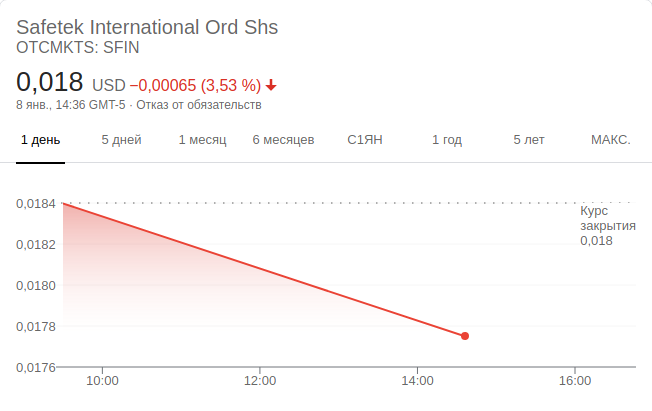 Safetek International Ord Shs
OTCMKTS: SFIN
0,018 USD −0,00065 (3,53 %)
8 янв., 14:36 GMT-5 · Отказ от обязательств
1 день 5 дней 1 месяц 6 месяцев С1ЯН 1 год 5 лет МАКС.
0,0184
Курс
закрытия
0,018
0,0182
0,0180
0,0178
0,0176
10:00 12:00 14:00 16:00